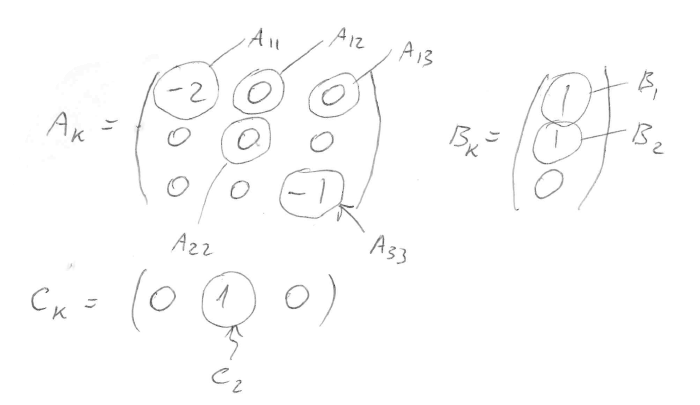 A11 A12 A13
-2 0 0
A_K = 0 0 0
0 0 -1
A22 A33
1 B1
B_K = 1 B2
0
C_K = (0 1 0)
C2